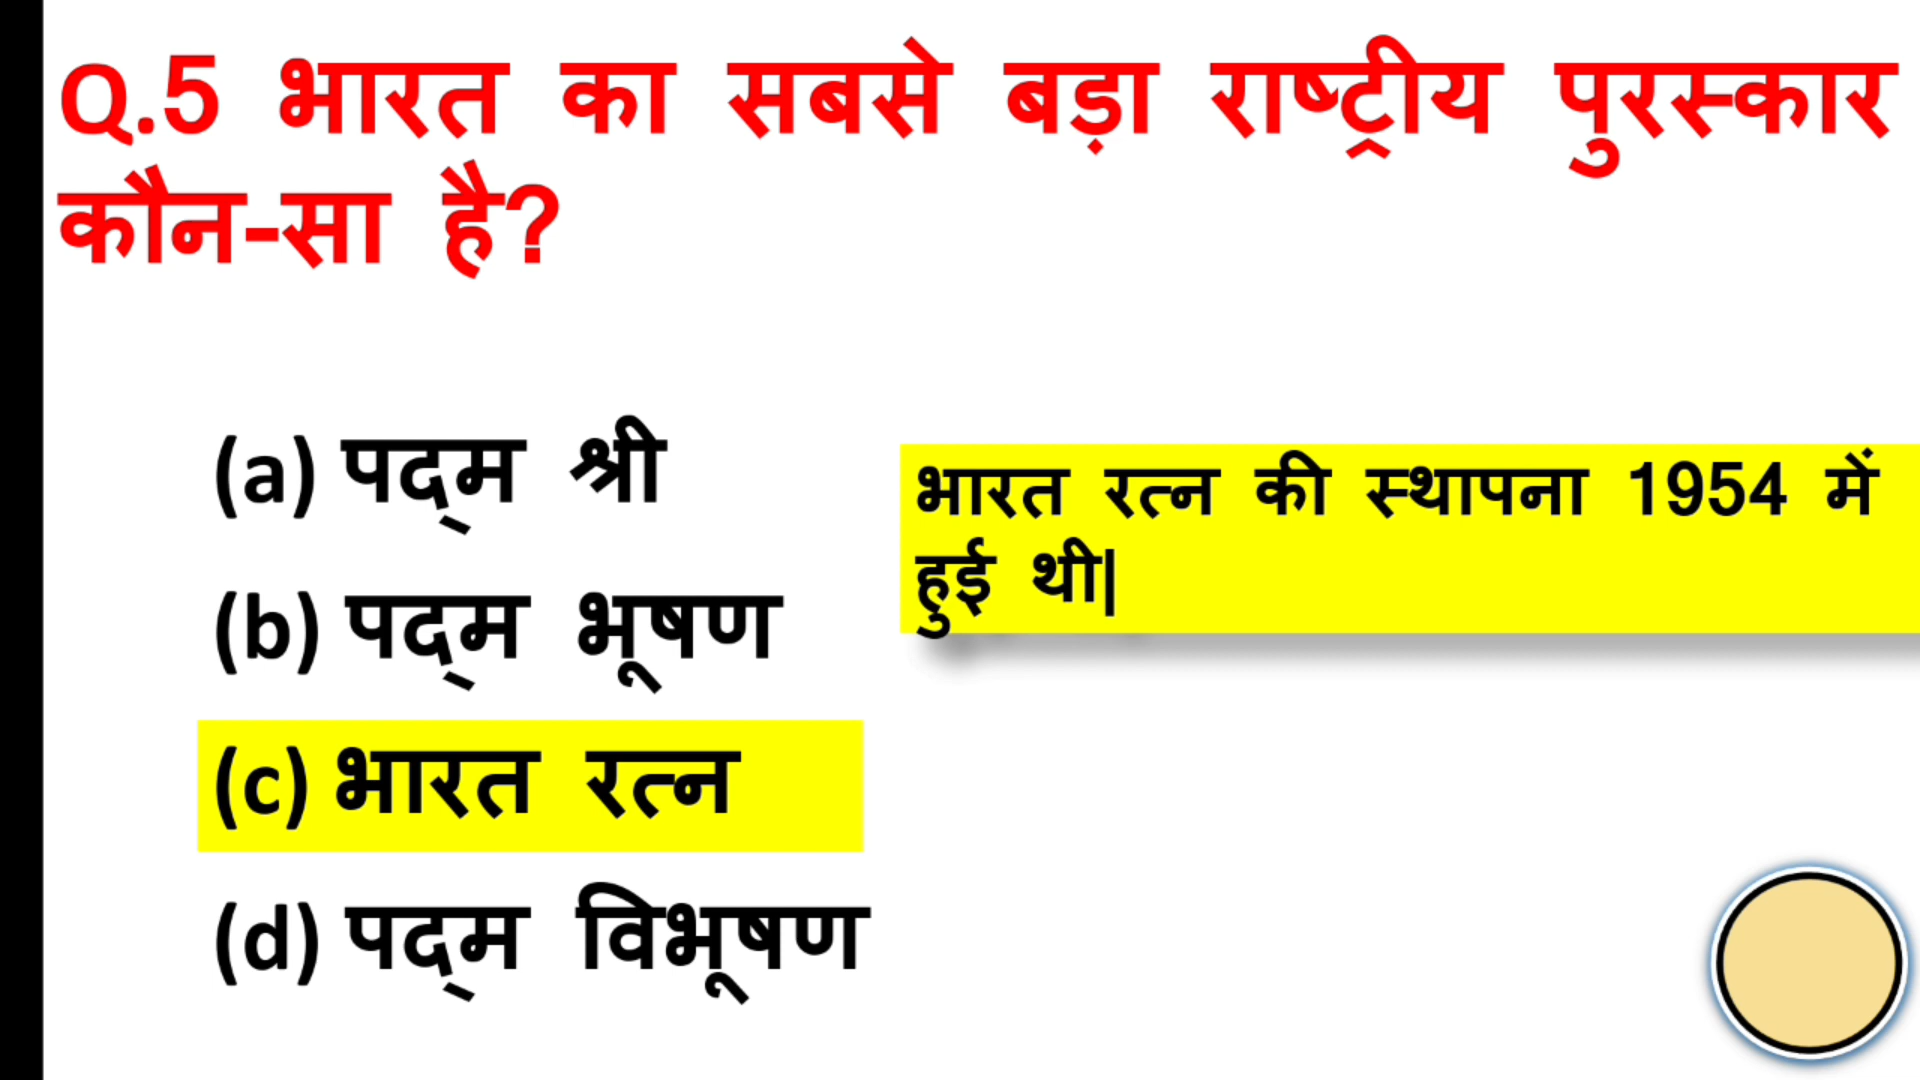 Q.5 भारत का सबसे बड़ा राष्ट्रीय पुरस्कार
कौन-सा है?
(a) पद्‌म श्री
भारत रत्न की स्थापना 1954 में
हुई थी|
(b) पद्‌म भूषण
(c) भारत रत्न
(d) पद्‌म विभूषण